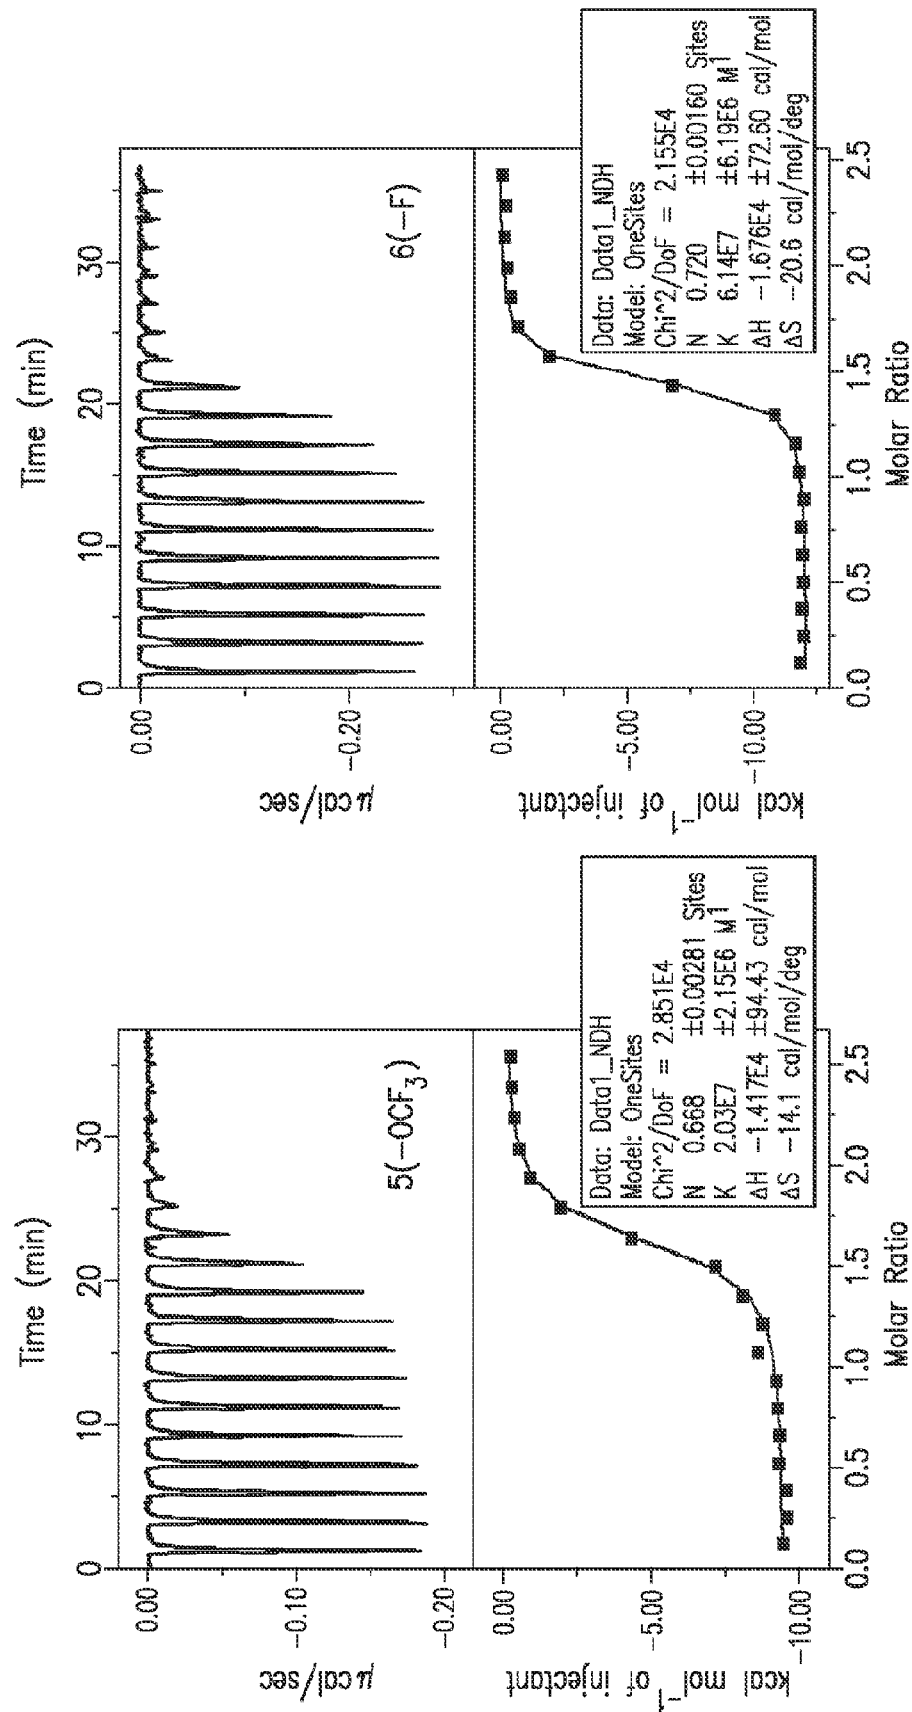 Time (min)
0 10 20 30
0.00
-0.10
-0.20
μcal/sec
5(-OCF3)
0.00
-5.00
-10.00
kcal mol-1 of injectant
Data: Data1_NDH
Model: OneSites
Chi^2/DoF = 2.851E4
N 0.668 ±0.00281 Sites
K 2.03E7 ±2.15E6 M1
ΔH -1.417E4 ±94.43 cal/mol
ΔS -14.1 cal/mol/deg
0.0 0.5 1.0 1.5 2.0 2.5
Molar Ratio
Time (min)
0 10 20 30
0.00
-0.20
μcal/sec
6(-F)
0.00
-5.00
-10.00
kcal mol-1 of injectant
Data: Data1_NDH
Model: OneSites
Chi^2/DoF = 2.155E4
N 0.720 ±0.00160 Sites
K 6.14E7 ±6.19E6 M1
ΔH -1.676E4 ±72.60 cal/mol
ΔS -20.6 cal/mol/deg
0.0 0.5 1.0 1.5 2.0 2.5
Molar Ratio